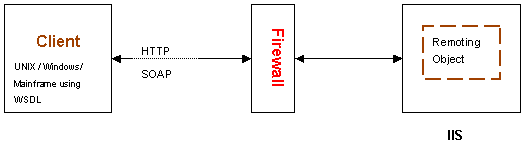 Client
UNIX / Windows/
Mainframe using
WSDL
HTTP
SOAP
Firewall
Remoting
Object
IIS